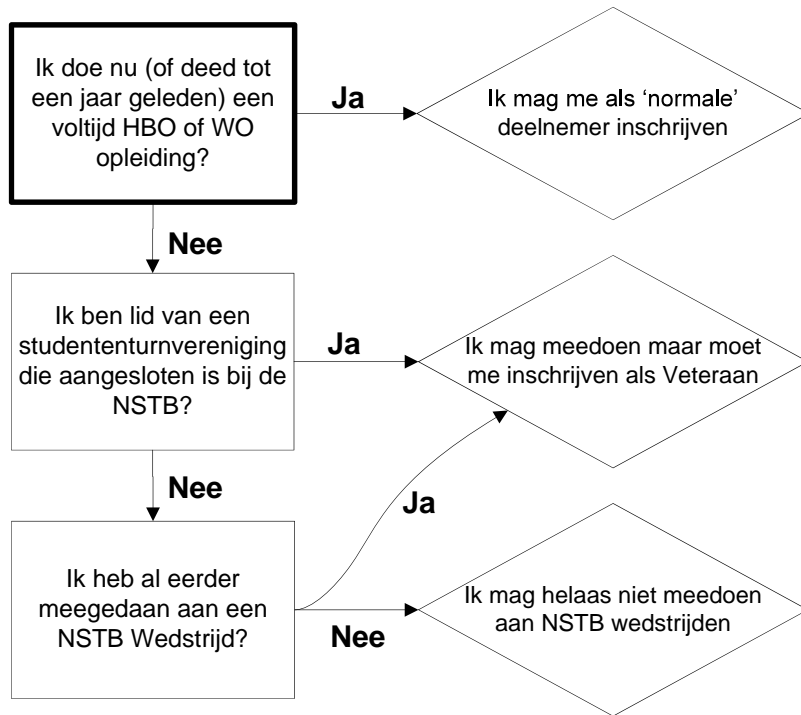 Ik doe nu (of deed tot
een jaar geleden) een
voltijd HBO of WO
opleiding?
Ja
Ik mag me als ‘normale’
deelnemer inschrijven
Nee
Ik ben lid van een
studententurnvereniging
die aangesloten is bij de
NSTB?
Ja
Ik mag meedoen maar moet
me inschrijven als Veteraan
Nee
Ja
Ik heb al eerder
meegedaan aan een
NSTB Wedstrijd?
Nee
Ik mag helaas niet meedoen
aan NSTB wedstrijden